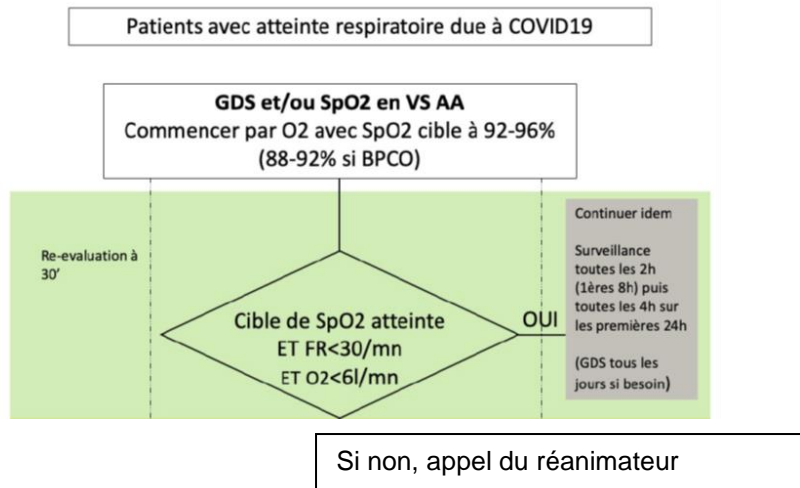 Patients avec atteinte respiratoire due à COVID19
GDS et/ou SpO2 en VS AA
Commencer par O2 avec SpO2 cible à 92-96%
(88-92% si BPCO)
Re-evaluation à
30'
Cible de SpO2 atteinte
ET FR<30/mn
ET O2<6l/mn
OUI
Continuer idem
Surveillance
toutes les 2h
(1ères 8h) puis
toutes les 4h sur
les premières 24h
(GDS tous les
jours si besoin)
Si non, appel du réanimateur